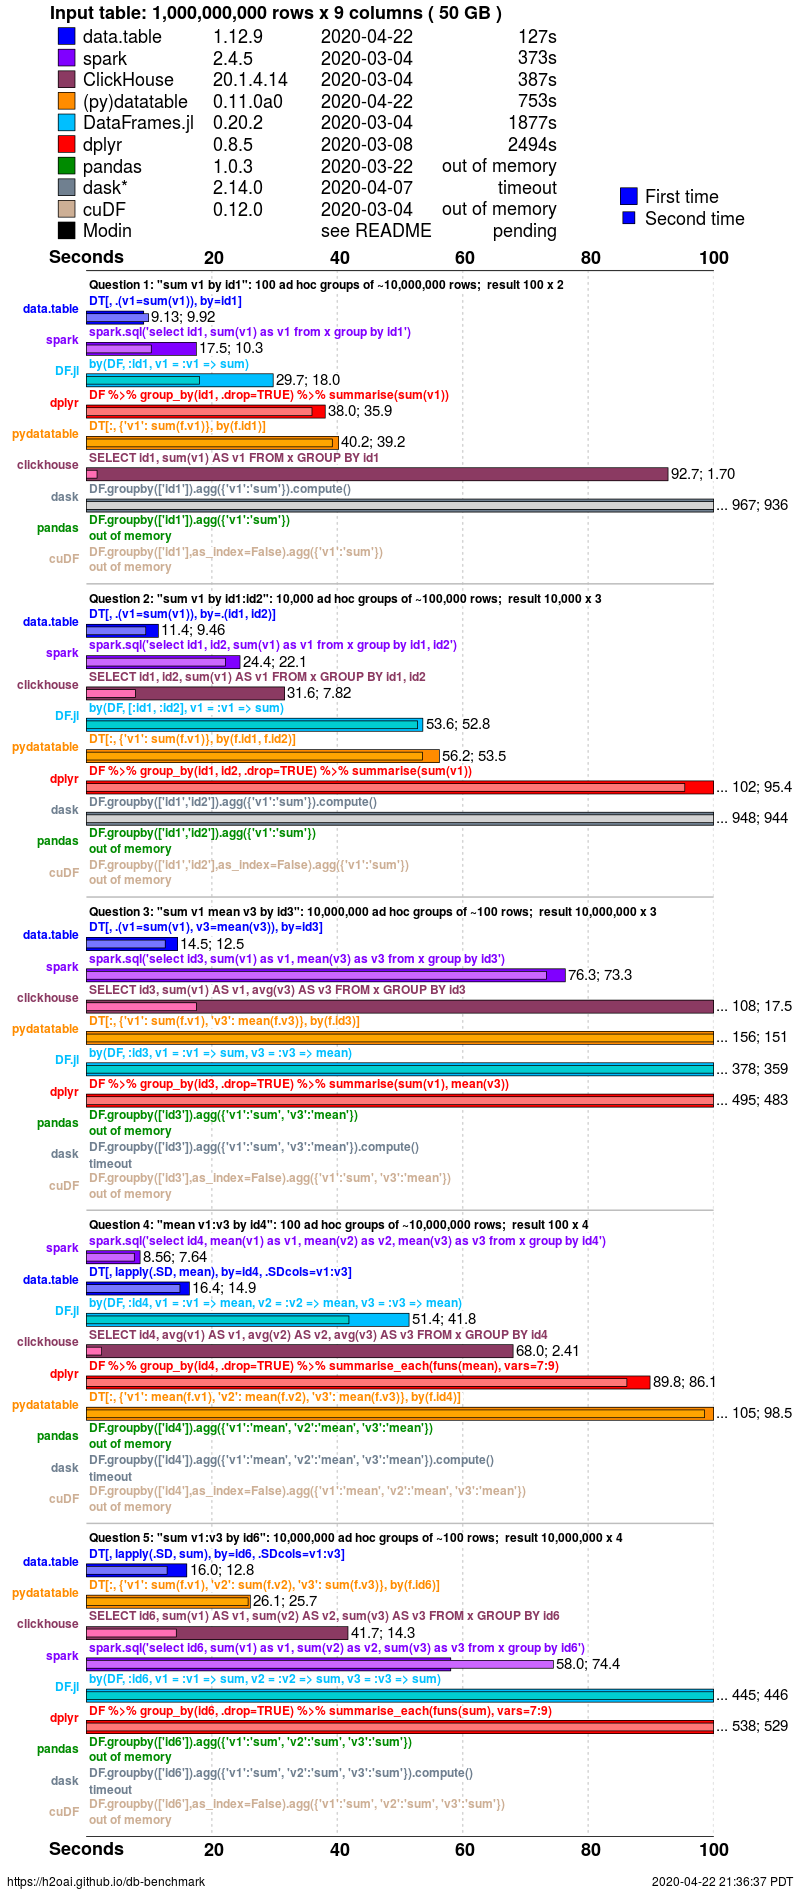 Input table: 1,000,000,000 rows x 9 columns ( 50 GB )
data.table 1.12.9 2020-04-22 127s
spark 2.4.5 2020-03-04 373s
ClickHouse 20.1.4.14 2020-03-04 387s
(py)datatable 0.11.0a0 2020-04-22 753s
DataFrames.jl 0.20.2 2020-03-04 1877s
dplyr 0.8.5 2020-03-08 2494s
pandas 1.0.3 2020-03-22 out of memory
dask* 2.14.0 2020-04-07 timeout
cuDF 0.12.0 2020-03-04 out of memory
Modin see README pending
First time
Second time
Seconds 20 40 60 80 100
Question 1: "sum v1 by id1": 100 ad hoc groups of ~10,000,000 rows; result 100 x 2
DT[, .(v1=sum(v1)), by=id1]
data.table 9.13; 9.92
spark.sql('select id1, sum(v1) as v1 from x group by id1')
spark 17.5; 10.3
by(DF, :id1, v1 = :v1 => sum)
DF.jl 29.7; 18.0
DF %>% group_by(id1, .drop=TRUE) %>% summarise(sum(v1))
dplyr 38.0; 35.9
DT[:, {'v1': sum(f.v1)}, by(f.id1)]
pydatatable 40.2; 39.2
SELECT id1, sum(v1) AS v1 FROM x GROUP BY id1
clickhouse 92.7; 1.70
DF.groupby(['id1']).agg({'v1':'sum'}).compute()
dask ... 967; 936
DF.groupby(['id1']).agg({'v1':'sum'})
pandas out of memory
DF.groupby(['id1'],as_index=False).agg({'v1':'sum'})
cuDF out of memory
Question 2: "sum v1 by id1:id2": 10,000 ad hoc groups of ~100,000 rows; result 10,000 x 3
DT[, .(v1=sum(v1)), by=.(id1, id2)]
data.table 11.4; 9.46
spark.sql('select id1, id2, sum(v1) as v1 from x group by id1, id2')
spark 24.4; 22.1
SELECT id1, id2, sum(v1) AS v1 FROM x GROUP BY id1, id2
clickhouse 31.6; 7.82
by(DF, [:id1, :id2], v1 = :v1 => sum)
DF.jl 53.6; 52.8
DT[:, {'v1': sum(f.v1)}, by(f.id1, f.id2)]
pydatatable 56.2; 53.5
DF %>% group_by(id1, id2, .drop=TRUE) %>% summarise(sum(v1))
dplyr ... 102; 95.4
DF.groupby(['id1','id2']).agg({'v1':'sum'}).compute()
dask ... 948; 944
DF.groupby(['id1','id2']).agg({'v1':'sum'})
pandas out of memory
DF.groupby(['id1','id2'],as_index=False).agg({'v1':'sum'})
cuDF out of memory
Question 3: "sum v1 mean v3 by id3": 10,000,000 ad hoc groups of ~100 rows; result 10,000,000 x 3
DT[, .(v1=sum(v1), v3=mean(v3)), by=id3]
data.table 14.5; 12.5
spark.sql('select id3, sum(v1) as v1, mean(v3) as v3 from x group by id3')
spark 76.3; 73.3
SELECT id3, sum(v1) AS v1, avg(v3) AS v3 FROM x GROUP BY id3
clickhouse ... 108; 17.5
DT[:, {'v1': sum(f.v1), 'v3': mean(f.v3)}, by(f.id3)]
pydatatable ... 156; 151
by(DF, :id3, v1 = :v1 => sum, v3 = :v3 => mean)
DF.jl ... 378; 359
DF %>% group_by(id3, .drop=TRUE) %>% summarise(sum(v1), mean(v3))
dplyr ... 495; 483
DF.groupby(['id3']).agg({'v1':'sum', 'v3':'mean'})
pandas out of memory
DF.groupby(['id3']).agg({'v1':'sum', 'v3':'mean'}).compute()
dask timeout
DF.groupby(['id3'],as_index=False).agg({'v1':'sum', 'v3':'mean'})
cuDF out of memory
Question 4: "mean v1:v3 by id4": 100 ad hoc groups of ~10,000,000 rows; result 100 x 4
spark.sql('select id4, mean(v1) as v1, mean(v2) as v2, mean(v3) as v3 from x group by id4')
spark 8.56; 7.64
DT[, lapply(.SD, mean), by=id4, .SDcols=v1:v3]
data.table 16.4; 14.9
by(DF, :id4, v1 = :v1 => mean, v2 = :v2 => mean, v3 = :v3 => mean)
DF.jl 51.4; 41.8
SELECT id4, avg(v1) AS v1, avg(v2) AS v2, avg(v3) AS v3 FROM x GROUP BY id4
clickhouse 68.0; 2.41
DF %>% group_by(id4, .drop=TRUE) %>% summarise_each(funs(mean), vars=7:9)
dplyr 89.8; 86.1
DT[:, {'v1': mean(f.v1), 'v2': mean(f.v2), 'v3': mean(f.v3)}, by(f.id4)]
pydatatable ... 105; 98.5
DF.groupby(['id4']).agg({'v1':'mean', 'v2':'mean', 'v3':'mean'})
pandas out of memory
DF.groupby(['id4']).agg({'v1':'mean', 'v2':'mean', 'v3':'mean'}).compute()
dask timeout
DF.groupby(['id4'],as_index=False).agg({'v1':'mean', 'v2':'mean', 'v3':'mean'})
cuDF out of memory
Question 5: "sum v1:v3 by id6": 10,000,000 ad hoc groups of ~100 rows; result 10,000,000 x 4
DT[, lapply(.SD, sum), by=id6, .SDcols=v1:v3]
data.table 16.0; 12.8
DT[:, {'v1': sum(f.v1), 'v2': sum(f.v2), 'v3': sum(f.v3)}, by(f.id6)]
pydatatable 26.1; 25.7
SELECT id6, sum(v1) AS v1, sum(v2) AS v2, sum(v3) AS v3 FROM x GROUP BY id6
clickhouse 41.7; 14.3
spark.sql('select id6, sum(v1) as v1, sum(v2) as v2, sum(v3) as v3 from x group by id6')
spark 58.0; 74.4
by(DF, :id6, v1 = :v1 => sum, v2 = :v2 => sum, v3 = :v3 => sum)
DF.jl ... 445; 446
DF %>% group_by(id6, .drop=TRUE) %>% summarise_each(funs(sum), vars=7:9)
dplyr ... 538; 529
DF.groupby(['id6']).agg({'v1':'sum', 'v2':'sum', 'v3':'sum'})
pandas out of memory
DF.groupby(['id6']).agg({'v1':'sum', 'v2':'sum', 'v3':'sum'}).compute()
dask timeout
DF.groupby(['id6'],as_index=False).agg({'v1':'sum', 'v2':'sum', 'v3':'sum'})
cuDF out of memory
Seconds 20 40 60 80 100
https://h2oai.github.io/db-benchmark 2020-04-22 21:36:37 PDT